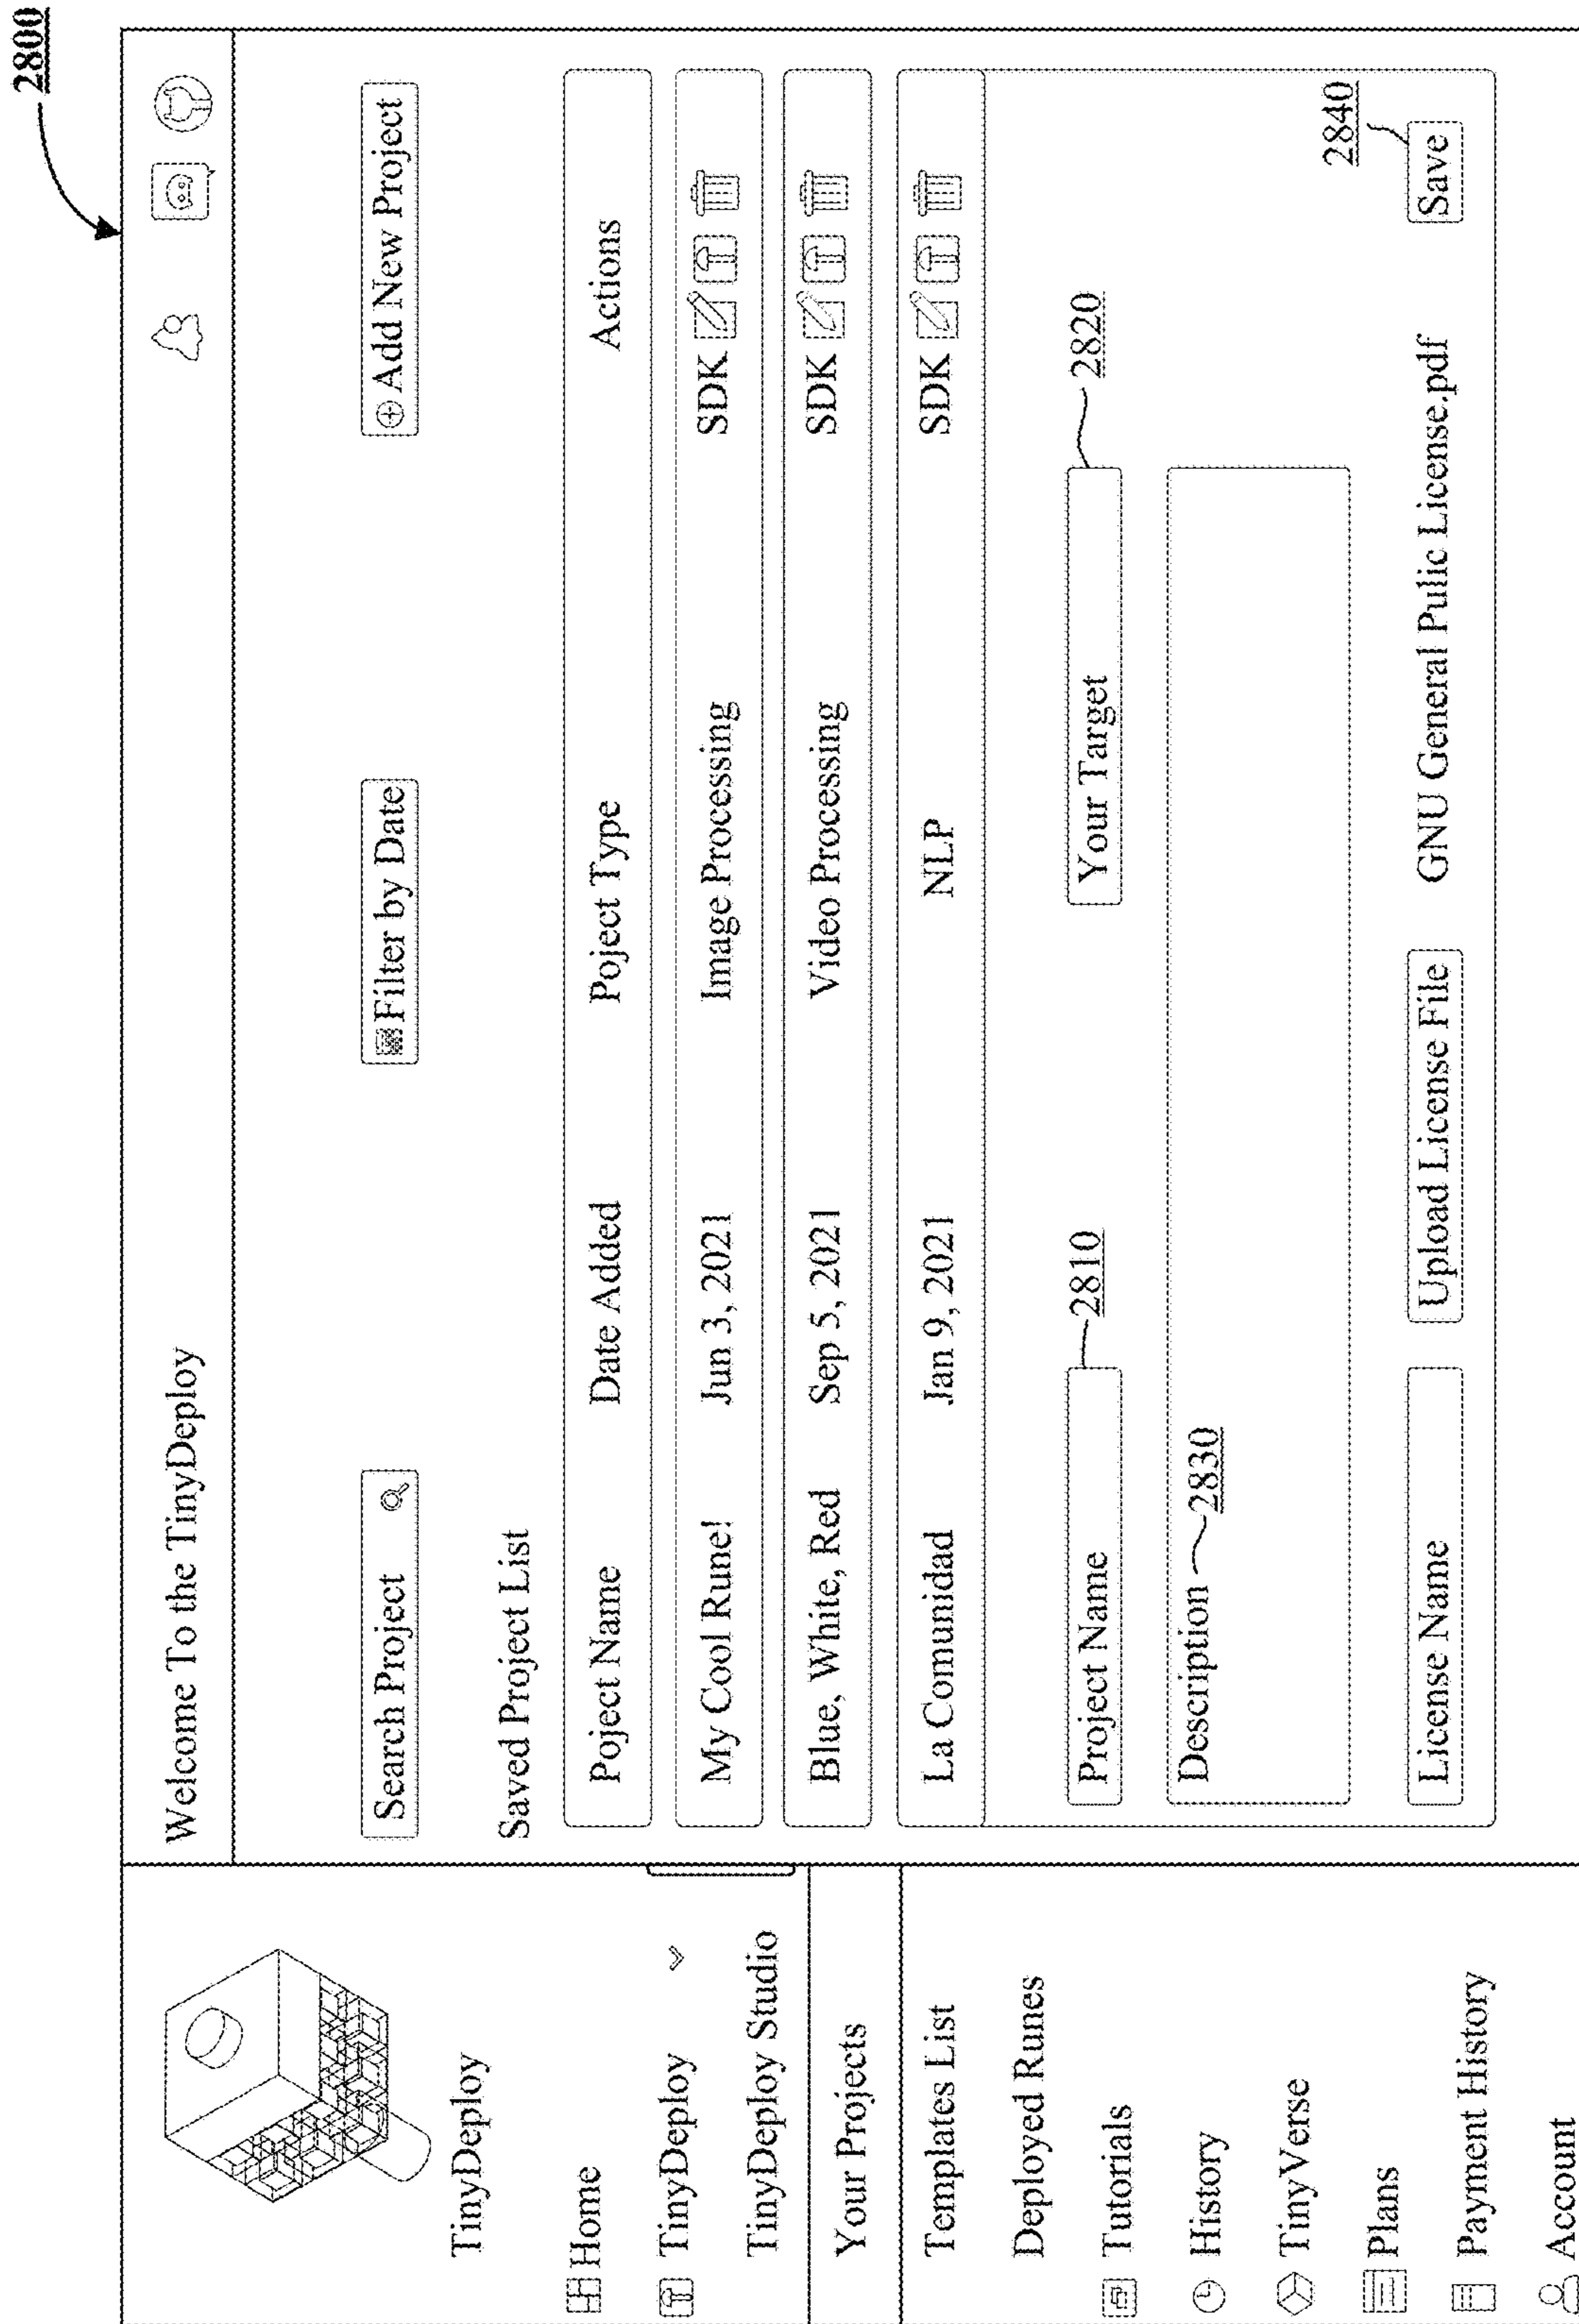 2800
TinyDeploy
Home
TinyDeploy
TinyDeploy Studio
Your Projects
Templates List
Deployed Runes
Tutorials
History
TinyVerse
Plans
Payment History
Account
Welcome To the TinyDeploy
Search Project
Filter by Date
Add New Project
Saved Project List
Poject Name Date Added Poject Type Actions
My Cool Rune! Jun 3, 2021 Image Processing SDK
Blue, White, Red Sep 5, 2021 Video Processing SDK
La Comunidad Jan 9, 2021 NLP SDK
Project Name 2810 Your Target 2820
Description 2830
2840
License Name Upload License File GNU General Pulic License.pdf Save